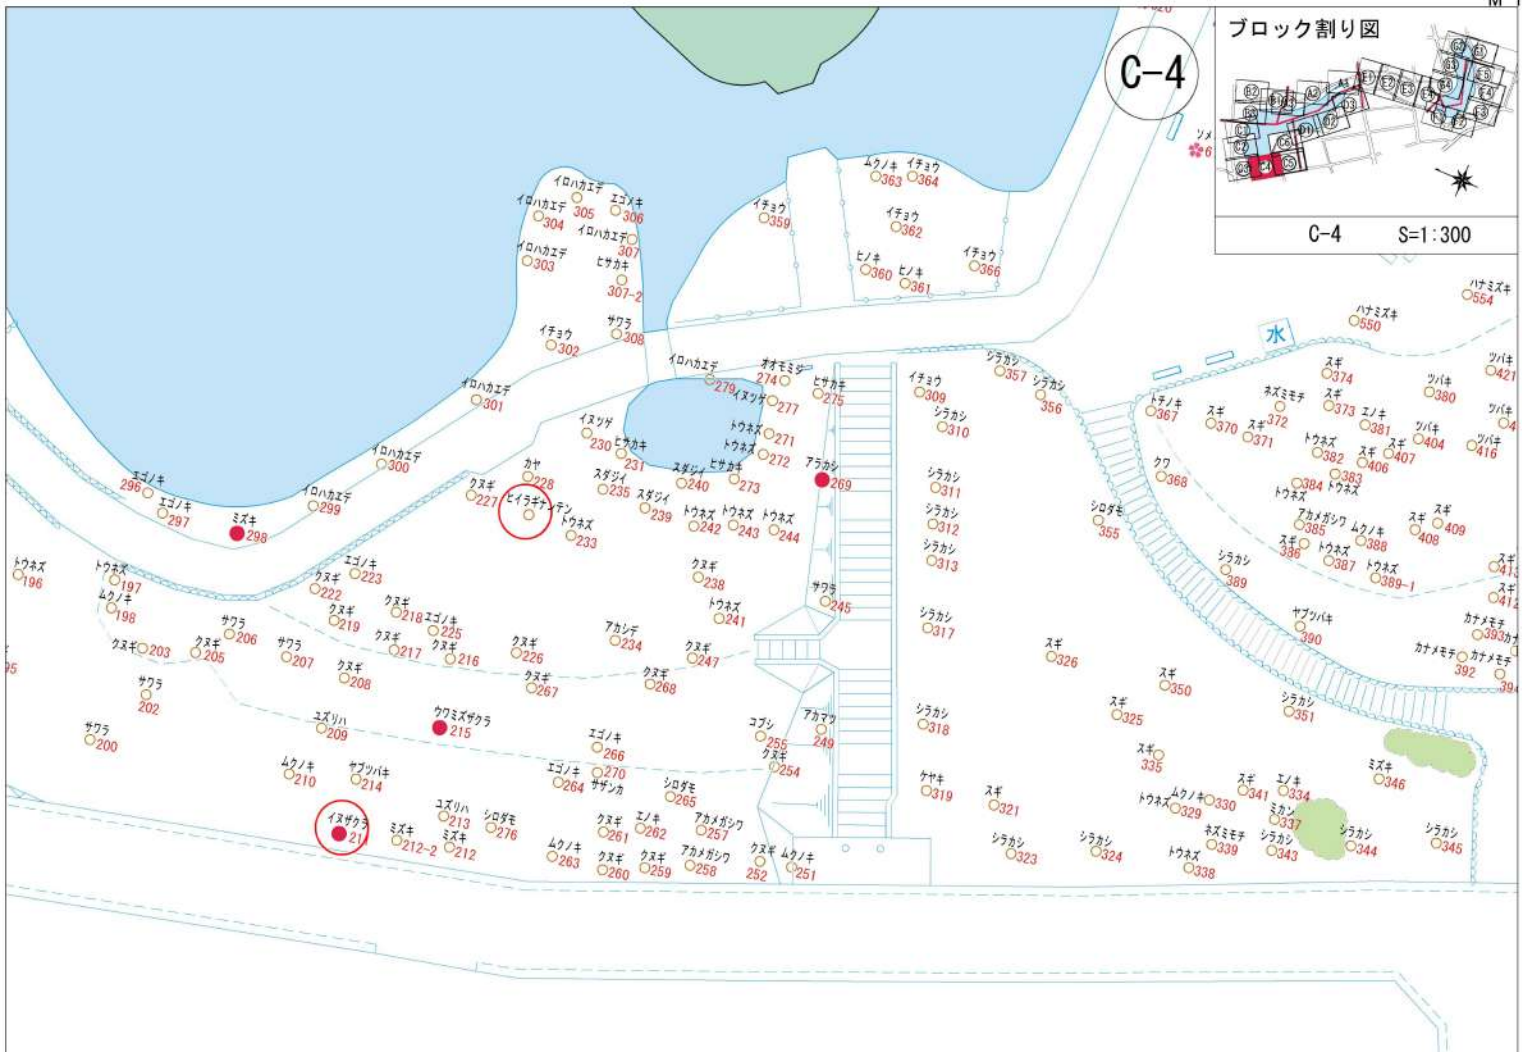 C-4
ブロック割り図
C-4 S=1:300
水
ムクノキ 363
イチョウ 364
イロハカエデ 305
エゴノキ 306
イロハカエデ 304
イロハカエデ 307
イチョウ 359
イチョウ 362
イロハカエデ 303
ヒサカキ 307-2
ヒノキ 360
ヒノキ 361
イチョウ 366
ハナミズキ 554
ハナミズキ 550
イチョウ 302
サワラ 308
イロハカエデ 279
オオモミジ 274
ヒサカキ 275
イヌツゲ 277
イチョウ 309
シラカシ 357
シラカシ 356
スギ 374
ツバキ 421
イロハカエデ 301
トチノキ 367
ネズミモチ 372
スギ 373
ツバキ 380
スギ 370
スギ 371
エノキ 381
ツバキ 404
ツバキ 416
イヌツゲ 230
ヒサカキ 231
トウネズ 271
トウネズ 272
シラカシ 310
トウネズ 382
スギ 406
スギ 407
イロハカエデ 300
カヤ 228
クヌギ 227
スダジイ 235
スダジイ 240
ヒサカキ 273
アラカシ 269
シラカシ 311
クワ 368
トウネズ 383
トウネズ 384
エゴノキ 296
エゴノキ 297
ミズキ 298
イロハカエデ 299
ヒイラギナンテン
スダジイ 239
トウネズ 233
トウネズ 242
トウネズ 243
トウネズ 244
シラカシ 312
シロダモ 355
アカメガシワ 385
スギ 386
ムクノキ 388
スギ 408
スギ 409
トウネズ 387
トウネズ 389-1
シラカシ 313
シラカシ 389
トウネズ 196
トウネズ 197
エゴノキ 223
クヌギ 222
クヌギ 238
サワラ 245
スギ 412
ムクノキ 198
クヌギ 219
クヌギ 218
エゴノキ 225
トウネズ 241
シラカシ 317
ヤブツバキ 390
カナメモチ 393
クヌギ 203
クヌギ 205
サワラ 206
サワラ 207
クヌギ 217
クヌギ 216
クヌギ 226
アカシデ 234
クヌギ 247
スギ 326
カナメモチ 392
カナメモチ 394
サワラ 202
クヌギ 208
クヌギ 267
クヌギ 268
スギ 350
シラカシ 351
サワラ 200
ユズリハ 209
ウワミズザクラ 215
エゴノキ 266
コブシ 255
アカマツ 249
シラカシ 318
スギ 325
スギ 335
ムクノキ 210
ヤブツバキ 214
エゴノキ 264
270 サザンカ
シロダモ 265
クヌギ 254
ケヤキ 319
スギ 321
トウネズ 329
ムクノキ 330
スギ 341
エノキ 334
ミズキ 346
イヌザクラ 211
ユズリハ 213
シロダモ 276
クヌギ 261
エノキ 262
アカメガシワ 257
ミカン 337
ミズキ 212-2
ミズキ 212
ムクノキ 263
クヌギ 260
クヌギ 259
アカメガシワ 258
クヌギ 252
ムクノキ 251
シラカシ 323
シラカシ 324
トウネズ 338
ネズミモチ 339
シラカシ 343
シラカシ 344
シラカシ 345